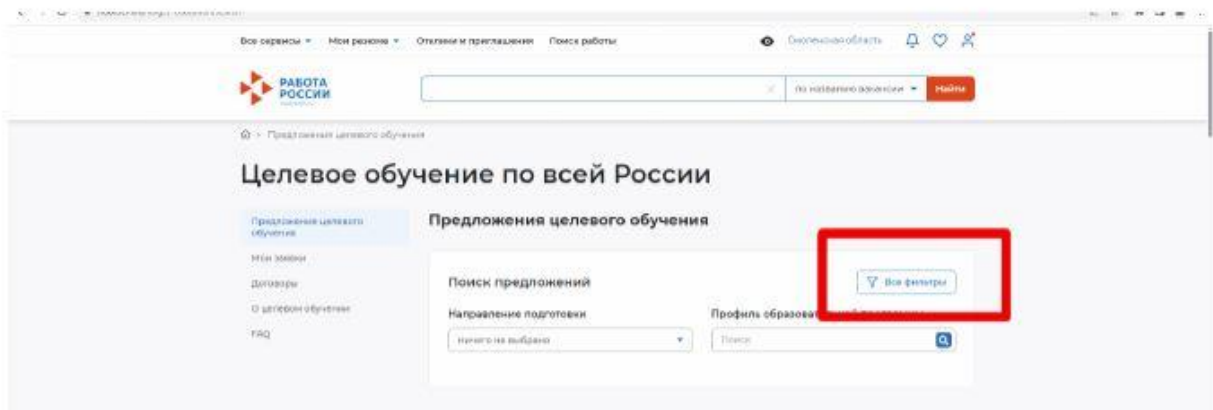 Все сервисы Мои резюме Отклики и приглашения Поиск работы Смоленская область
РАБОТА
РОССИИ
по названию вакансии Найти
Предложения целевого обучения
Целевое обучение по всей России
Предложения целевого
обучения
Предложения целевого обучения
Мои заявки
Договоры
О целевом обучении
FAQ
Поиск предложений
Все фильтры
Направление подготовки
Профиль
Ничего не выбрано
Поиск